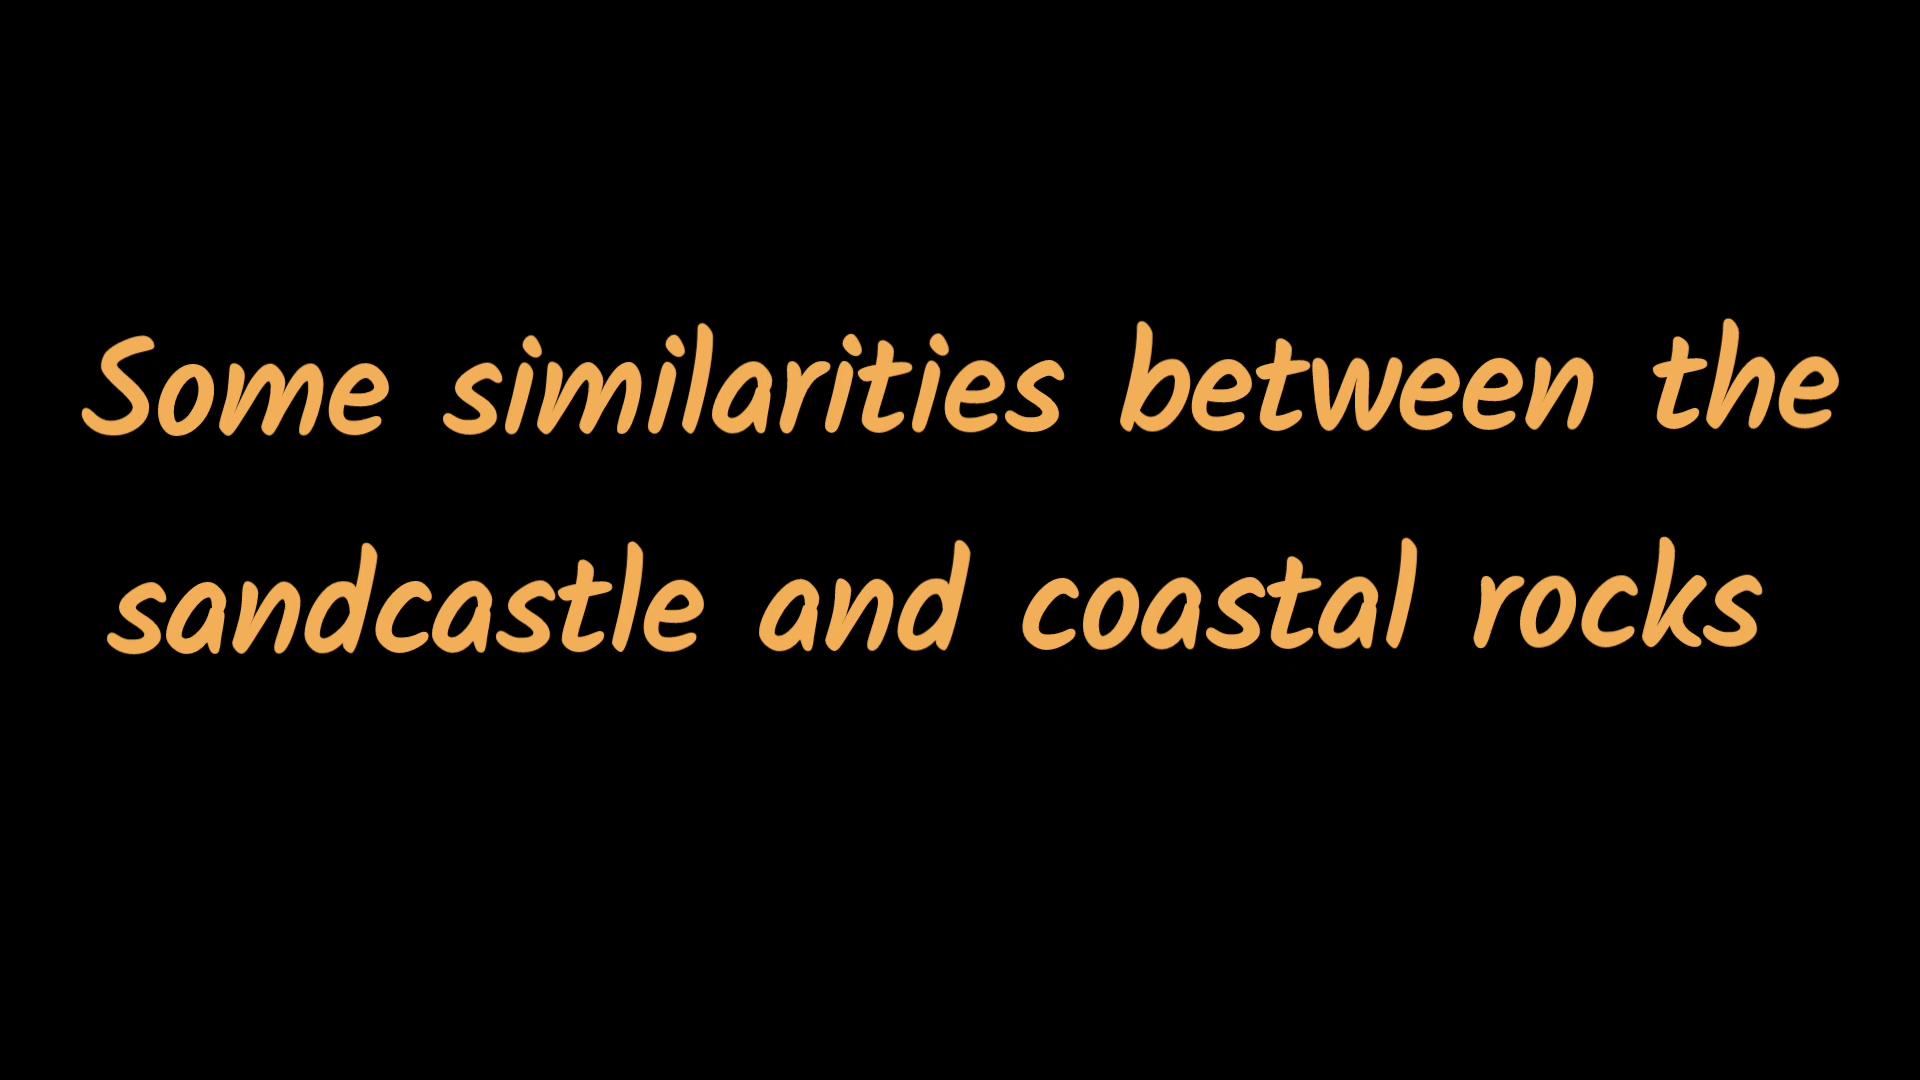 Some similarities between the
sandcastle and coastal rocks